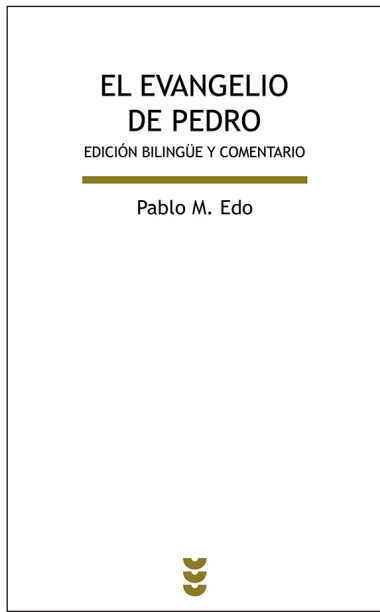 EL EVANGELIO
DE PEDRO
EDICIÓN BILINGÜE Y COMENTARIO
Pablo M. Edo